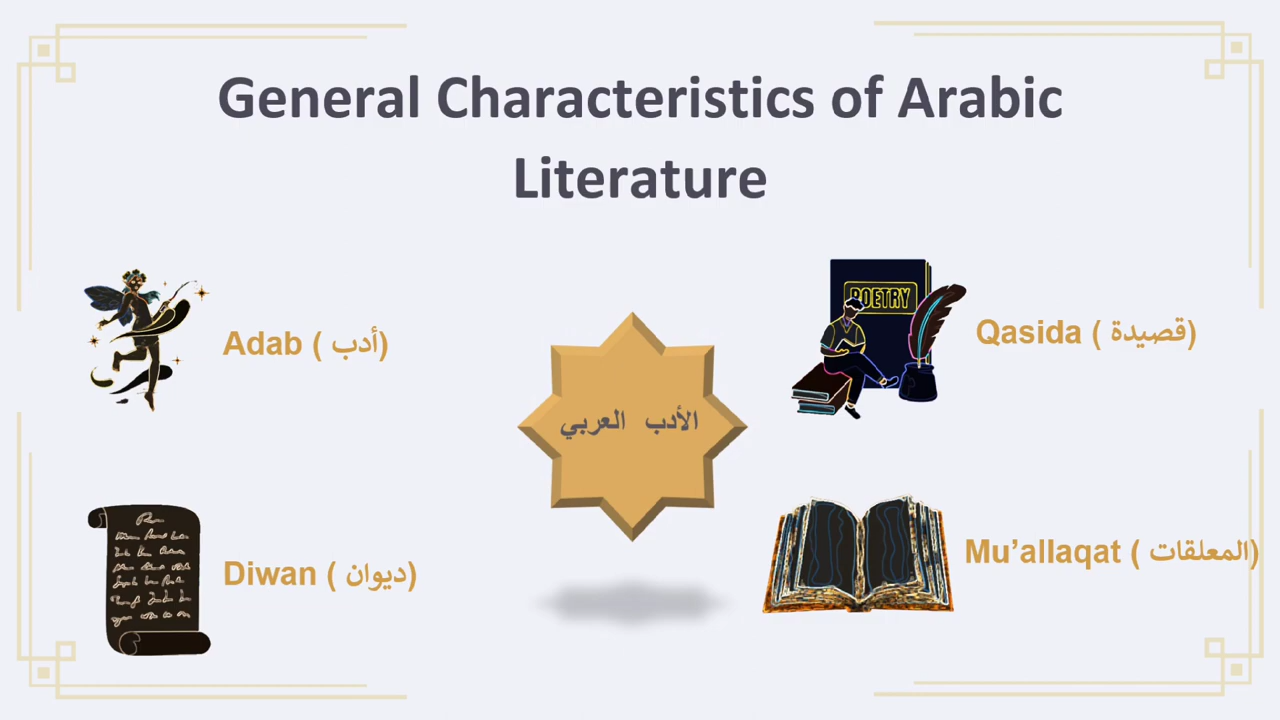 General Characteristics of Arabic
Literature
Adab ( أدب)
POETRY
Qasida ( قصيدة)
الأدب العربي
Diwan ( ديوان)
Mu’allaqat ( المعلقات)